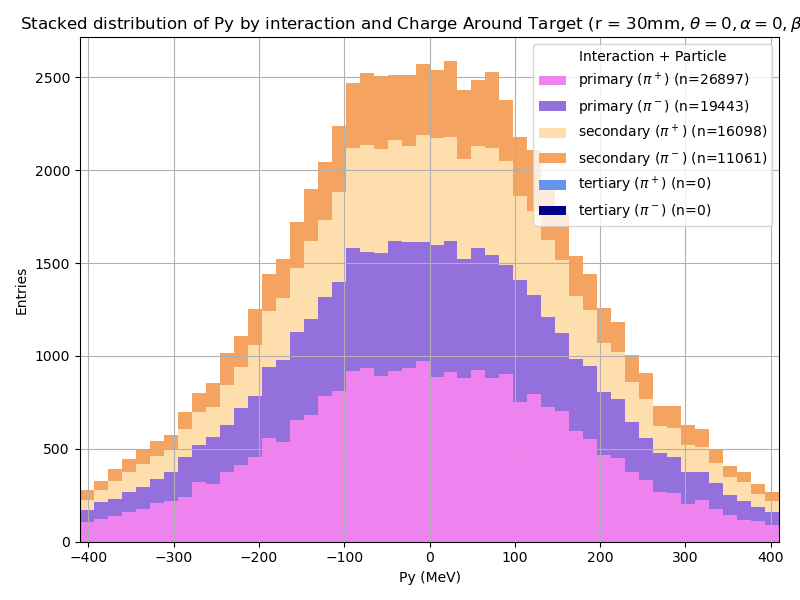 Stacked distribution of Py by interaction and Charge Around Target (r = 30mm, θ = 0, α = 0, β
Interaction + Particle
primary (π⁺) (n=26897)
primary (π⁻) (n=19443)
secondary (π⁺) (n=16098)
secondary (π⁻) (n=11061)
tertiary (π⁺) (n=0)
tertiary (π⁻) (n=0)
Entries
2500
2000
1500
1000
500
0
−400 −300 −200 −100 0 100 200 300 400
Py (MeV)